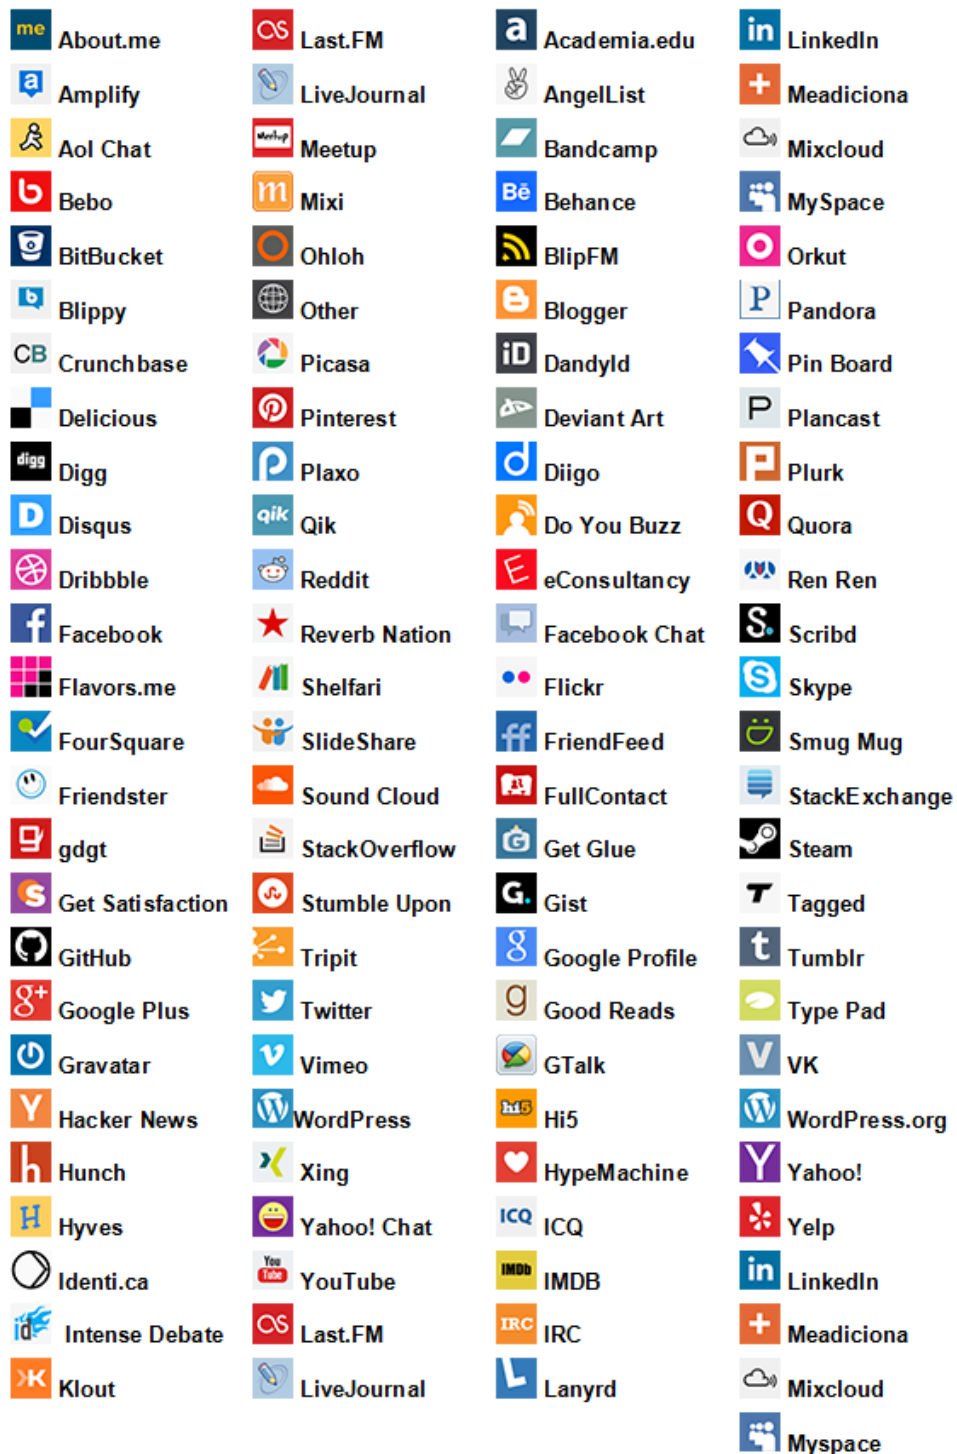 About.me Last.FM Academia.edu LinkedIn
Amplify LiveJournal AngelList Meadiciona
Aol Chat Meetup Bandcamp Mixcloud
Bebo Mixi Behance MySpace
BitBucket Ohloh BlipFM Orkut
Blippy Other Blogger Pandora
Crunchbase Picasa DandyId Pin Board
Delicious Pinterest Deviant Art Plancast
Digg Plaxo Diigo Plurk
Disqus Qik Do You Buzz Quora
Dribbble Reddit eConsultancy Ren Ren
Facebook Reverb Nation Facebook Chat Scribd
Flavors.me Shelfari Flickr Skype
FourSquare SlideShare FriendFeed Smug Mug
Friendster Sound Cloud FullContact StackExchange
gdgt StackOverflow Get Glue Steam
Get Satisfaction Stumble Upon Gist Tagged
GitHub Tripit Google Profile Tumblr
Google Plus Twitter Good Reads Type Pad
Gravatar Vimeo GTalk VK
Hacker News WordPress Hi5 WordPress.org
Hunch Xing HypeMachine Yahoo!
Hyves Yahoo! Chat ICQ Yelp
Identi.ca YouTube IMDB LinkedIn
Intense Debate Last.FM IRC Meadiciona
Klout LiveJournal Lanyrd Mixcloud
Myspace